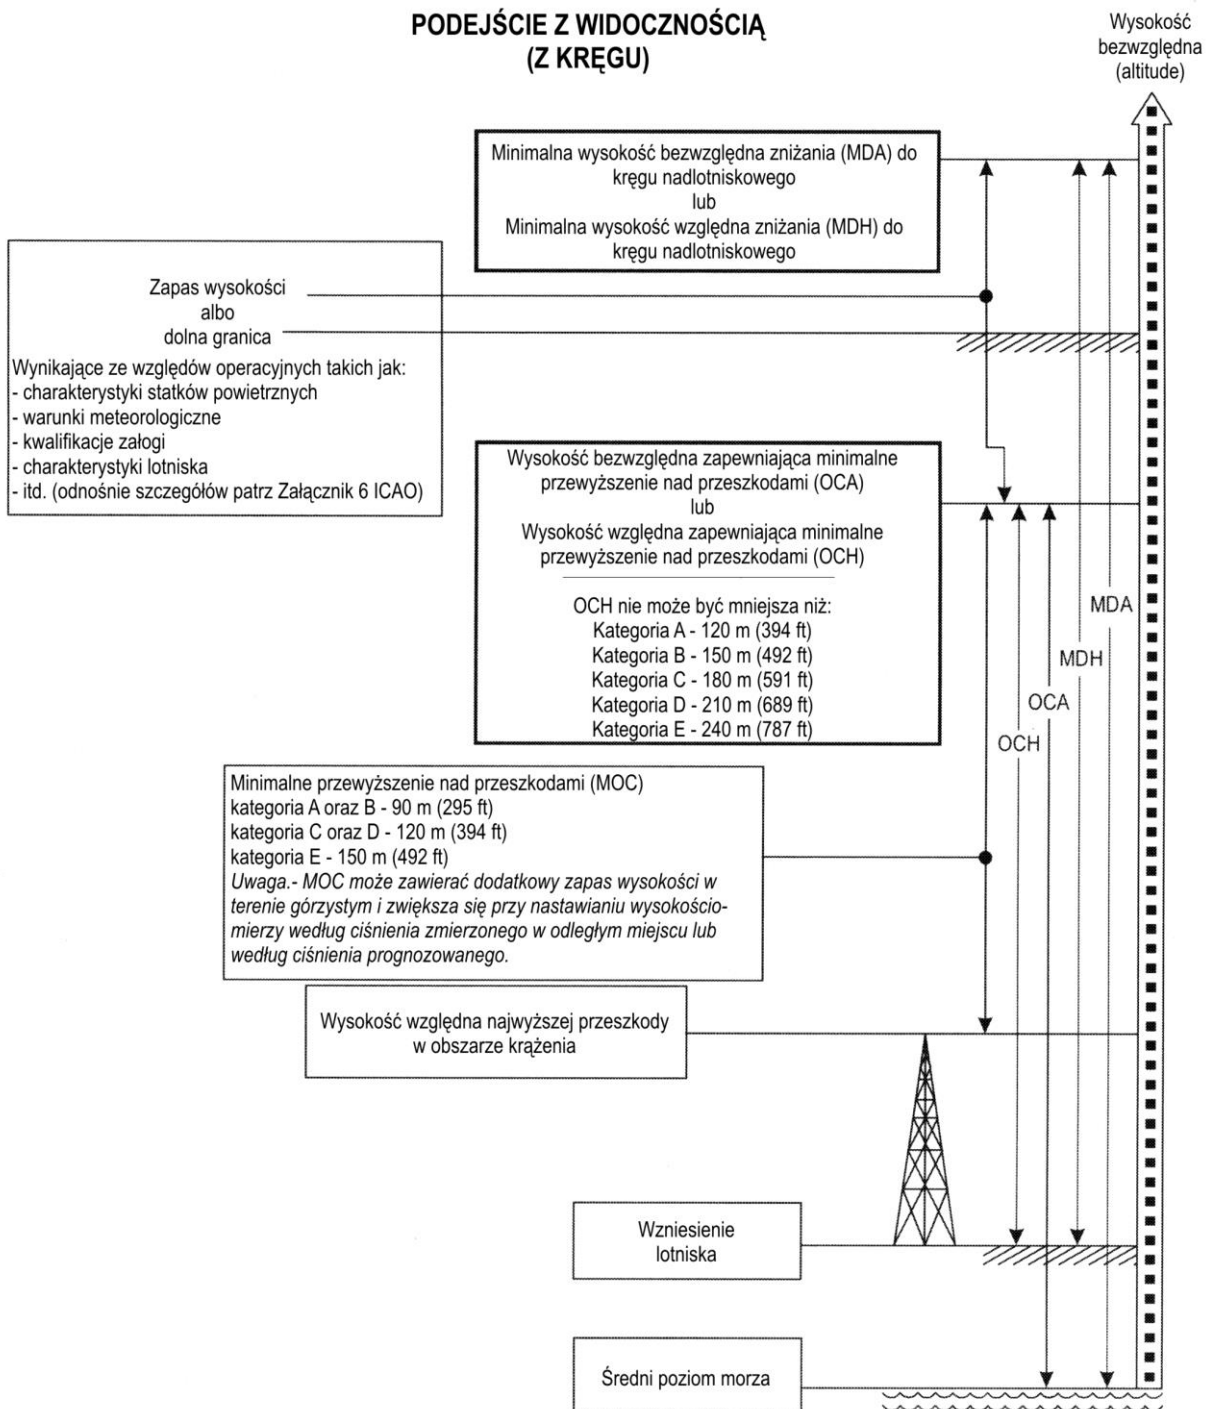 PODEJŚCIE Z WIDOCZNOŚCIĄ
(Z KRĘGU)
Wysokość
bezwzględna
(altitude)
Minimalna wysokość bezwzględna zniżania (MDA) do
kręgu nadlotniskowego
lub
Minimalna wysokość względna zniżania (MDH) do
kręgu nadlotniskowego
Zapas wysokości
albo
dolna granica
Wynikające ze względów operacyjnych takich jak:
- charakterystyki statków powietrznych
- warunki meteorologiczne
- kwalifikacje załogi
- charakterystyki lotniska
- itd. (odnośnie szczegółów patrz Załącznik 6 ICAO)
Wysokość bezwzględna zapewniająca minimalne
przewyższenie nad przeszkodami (OCA)
lub
Wysokość względna zapewniająca minimalne
przewyższenie nad przeszkodami (OCH)
OCH nie może być mniejsza niż:
Kategoria A - 120 m (394 ft)
Kategoria B - 150 m (492 ft)
Kategoria C - 180 m (591 ft)
Kategoria D - 210 m (689 ft)
Kategoria E - 240 m (787 ft)
MDA
MDH
OCA
OCH
Minimalne przewyższenie nad przeszkodami (MOC)
kategoria A oraz B - 90 m (295 ft)
kategoria C oraz D - 120 m (394 ft)
kategoria E - 150 m (492 ft)
Uwaga.- MOC może zawierać dodatkowy zapas wysokości w
terenie górzystym i zwiększa się przy nastawianiu wysokościo-
mierzy według ciśnienia zmierzonego w odległym miejscu lub
według ciśnienia prognozowanego.
Wysokość względna najwyższej przeszkody
w obszarze krążenia
Wzniesienie
lotniska
Średni poziom morza